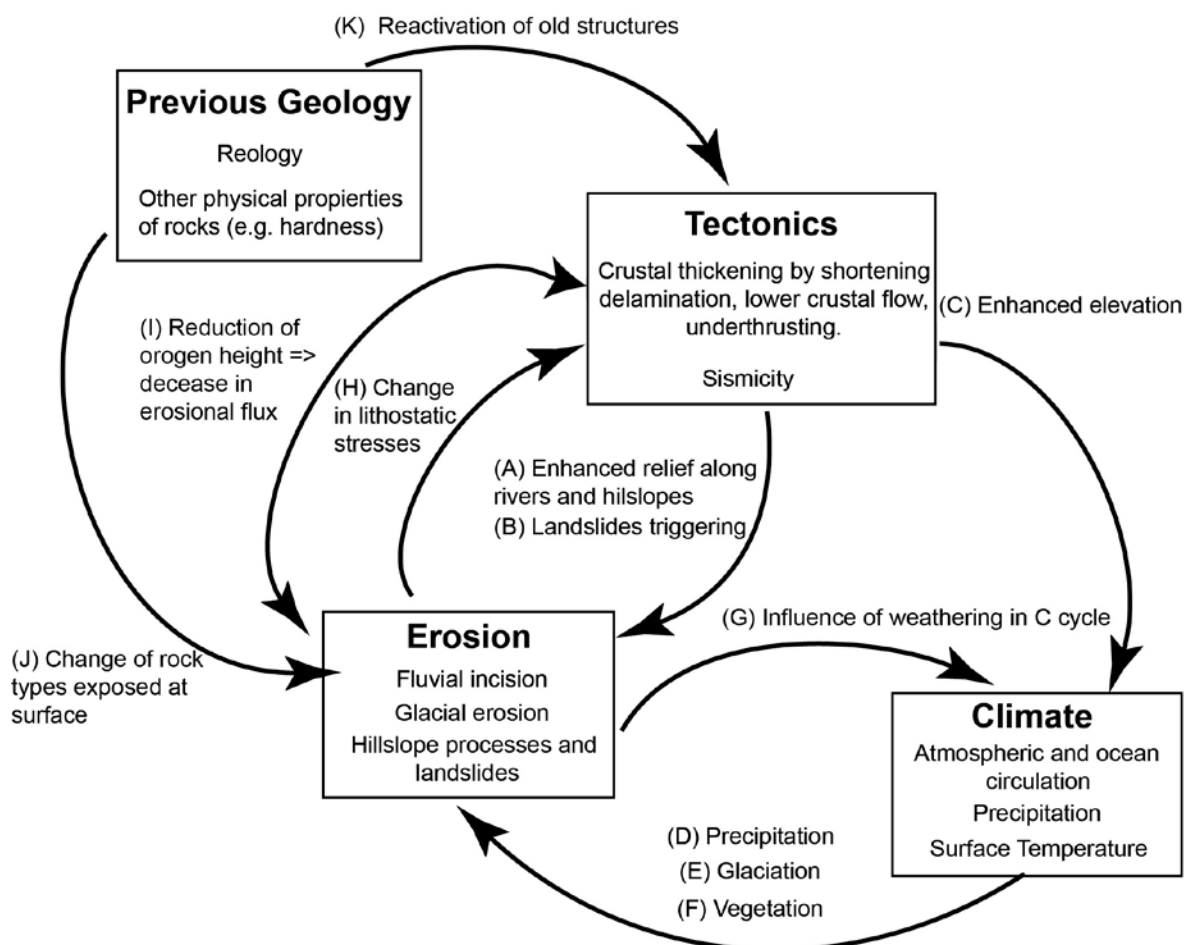 (K) Reactivation of old structures
Previous Geology
Reology
Other physical propierties
of rocks (e.g. hardness)
Tectonics
Crustal thickening by shortening
delamination, lower crustal flow,
underthrusting.
Sismicity
(C) Enhanced elevation
(I) Reduction of
orogen height =>
decease in
erosional flux
(H) Change
in lithostatic
stresses
(A) Enhanced relief along
rivers and hilslopes
(B) Landslides triggering
(G) Influence of weathering in C cycle
(J) Change of rock
types exposed at
surface
Erosion
Fluvial incision
Glacial erosion
Hillslope processes and
landslides
Climate
Atmospheric and ocean
circulation
Precipitation
Surface Temperature
(D) Precipitation
(E) Glaciation
(F) Vegetation